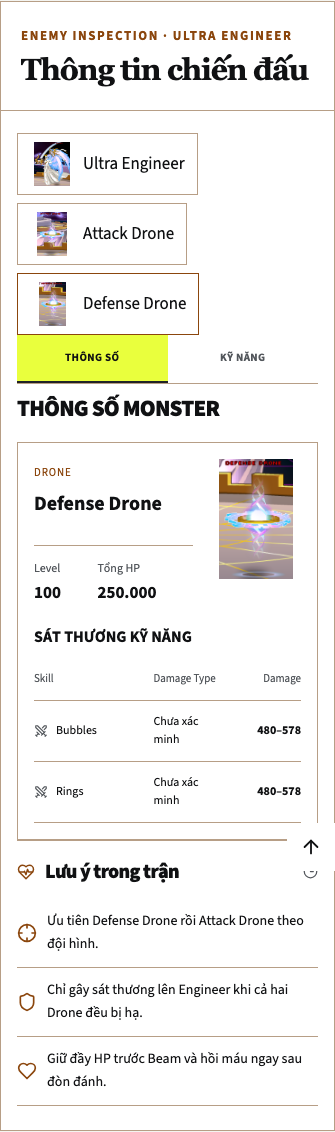 ENEMY INSPECTION · ULTRA ENGINEER
Thông tin chiến đấu
Ultra Engineer
Attack Drone
Defense Drone
THÔNG SỐ
KỸ NĂNG
THÔNG SỐ MONSTER
DRONE
Defense Drone
DEFENSE DRONE
Level
Tổng HP
100
250.000
SÁT THƯƠNG KỸ NĂNG
Skill Damage Type Damage
Bubbles Chưa xác minh 480–578
Rings Chưa xác minh 480–578
Lưu ý trong trận
Ưu tiên Defense Drone rồi Attack Drone theo
đội hình.
Chỉ gây sát thương lên Engineer khi cả hai
Drone đều bị hạ.
Giữ đầy HP trước Beam và hồi máu ngay sau
đòn đánh.